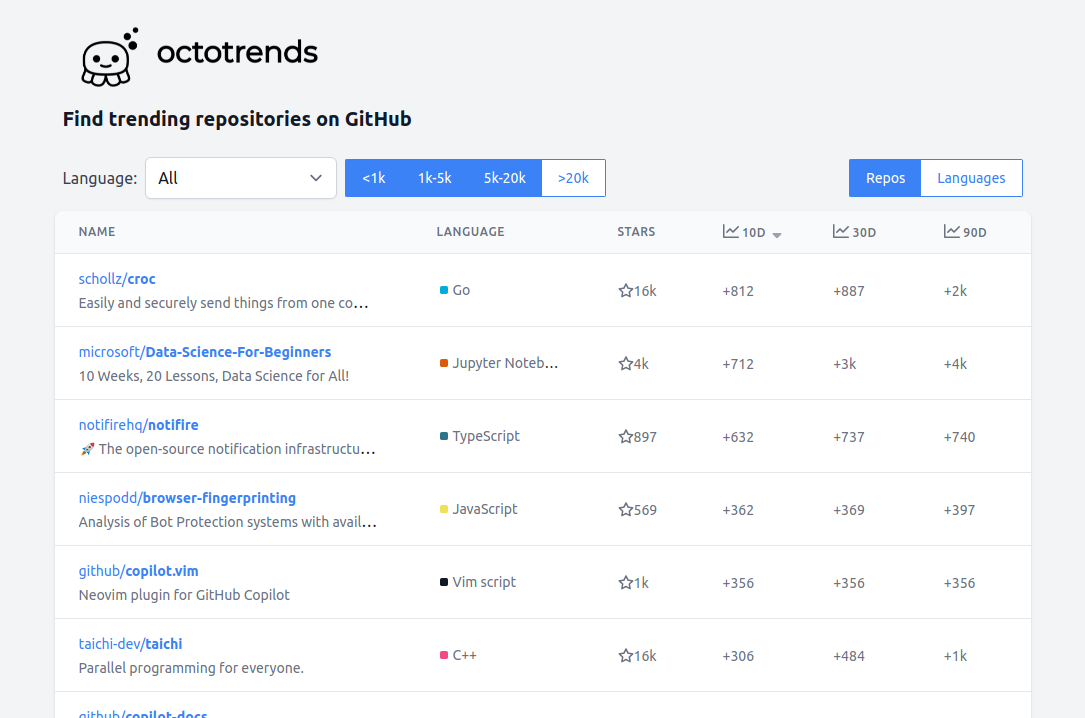 octotrends
Find trending repositories on GitHub
Language: All <1k 1k-5k 5k-20k >20k Repos Languages
NAME LANGUAGE STARS 10D 30D 90D
schollz/croc
Easily and securely send things from one co...
Go 16k +812 +887 +2k
microsoft/Data-Science-For-Beginners
10 Weeks, 20 Lessons, Data Science for All!
Jupyter Noteb... 4k +712 +3k +4k
notifirehq/notifire
🚀 The open-source notification infrastructu...
TypeScript 897 +632 +737 +740
niespodd/browser-fingerprinting
Analysis of Bot Protection systems with avail...
JavaScript 569 +362 +369 +397
github/copilot.vim
Neovim plugin for GitHub Copilot
Vim script 1k +356 +356 +356
taichi-dev/taichi
Parallel programming for everyone.
C++ 16k +306 +484 +1k
github/copilot-docs